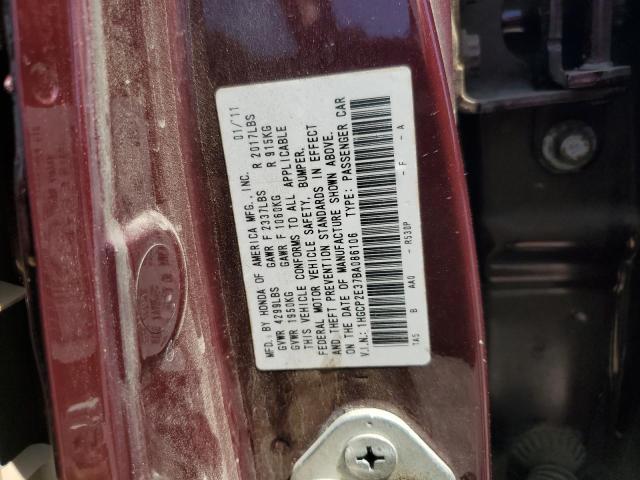 MFD. BY HONDA OF AMERICA MFG., INC. 01/11
GVWR 4299LBS GAWR F 2337LBS R 2017LBS
GVWR 1950KG GAWR F 1060KG R 915KG
THIS VEHICLE CONFORMS TO ALL APPLICABLE
FEDERAL MOTOR VEHICLE SAFETY, BUMPER,
AND THEFT PREVENTION STANDARDS IN EFFECT
ON THE DATE OF MANUFACTURE SHOWN ABOVE.
V.I.N.: 1HGCP2E37BA086106 TYPE: PASSENGER CAR
TA5 B AA0 - R530P - F - A